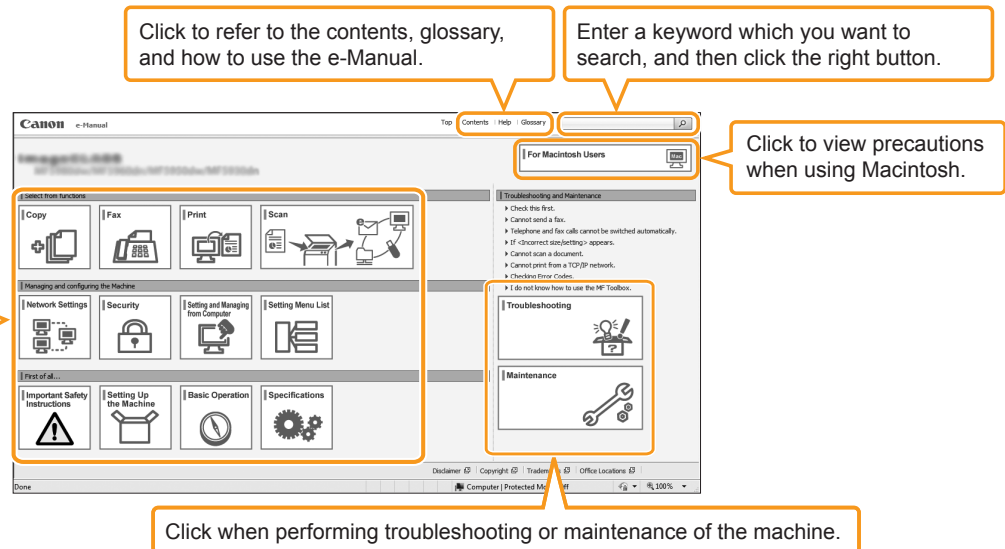 Click to refer to the contents, glossary,
and how to use the e-Manual.
Enter a keyword which you want to
search, and then click the right button.
Canon e-Manual
Top Contents Help Glossary
For Macintosh Users
Mac
Click to view precautions
when using Macintosh.
Select from functions
Copy
Fax
Print
Scan
Managing and configuring the Machine
Network Settings
Security
Setting and Managing
from Computer
Setting Menu List
First of all...
Important Safety
Instructions
Setting Up
the Machine
Basic Operation
Specifications
Troubleshooting and Maintenance
Check this first.
Cannot send a fax.
Telephone and fax calls cannot be switched automatically.
If <Incorrect size/setting> appears.
Cannot scan a document.
Cannot print from a TCP/IP network.
Checking Error Codes.
I do not know how to use the MF Toolbox.
Troubleshooting
?
Maintenance
Disclaimer Copyright Office Locations
Done
Computer | Protected 100%
Click when performing troubleshooting or maintenance of the machine.